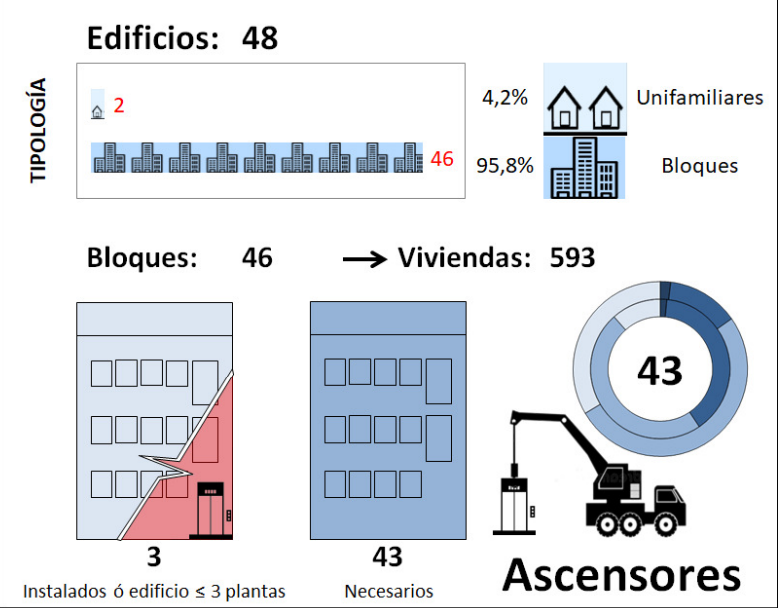 Edificios: 48
TIPOLOGÍA
2
4,2%
Unifamiliares
46
95,8%
Bloques
Bloques: 46
Viviendas: 593
43
3
43
Instalados ó edificio ≤ 3 plantas
Necesarios
Ascensores